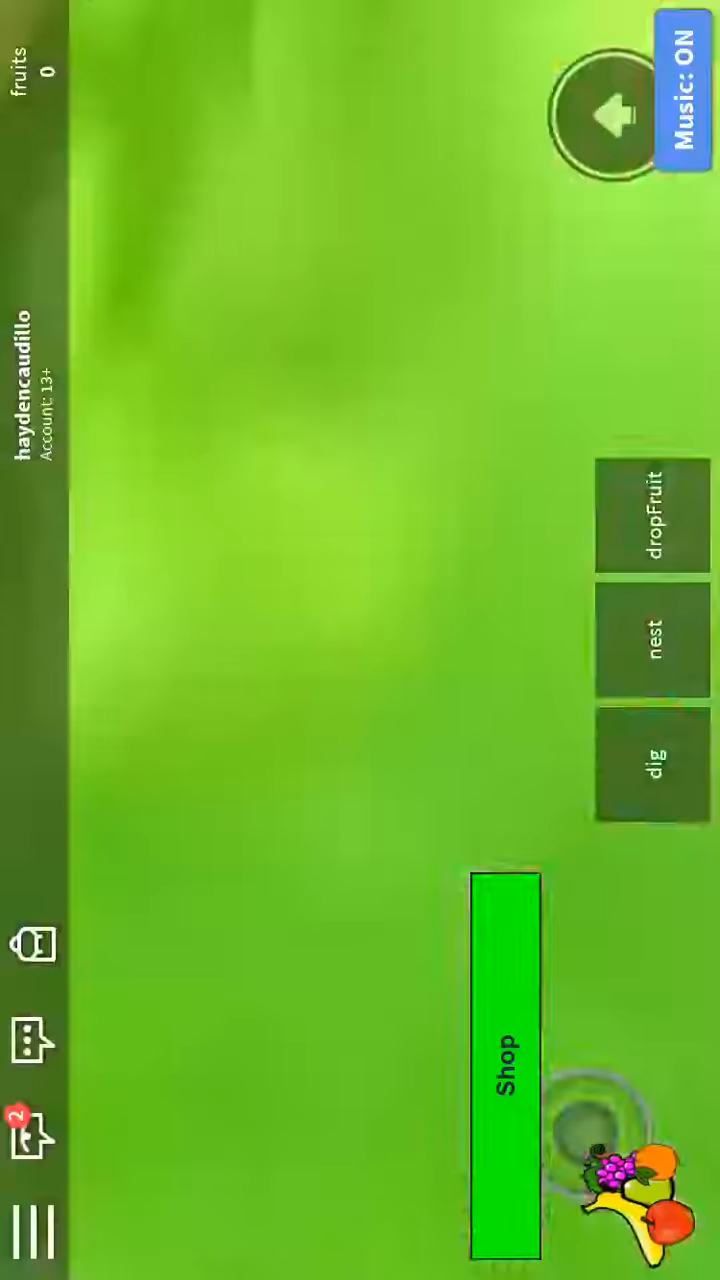 2
haydencaudillo
Account: 13+
fruits
0
Shop
dig
nest
dropFruit
Music: ON